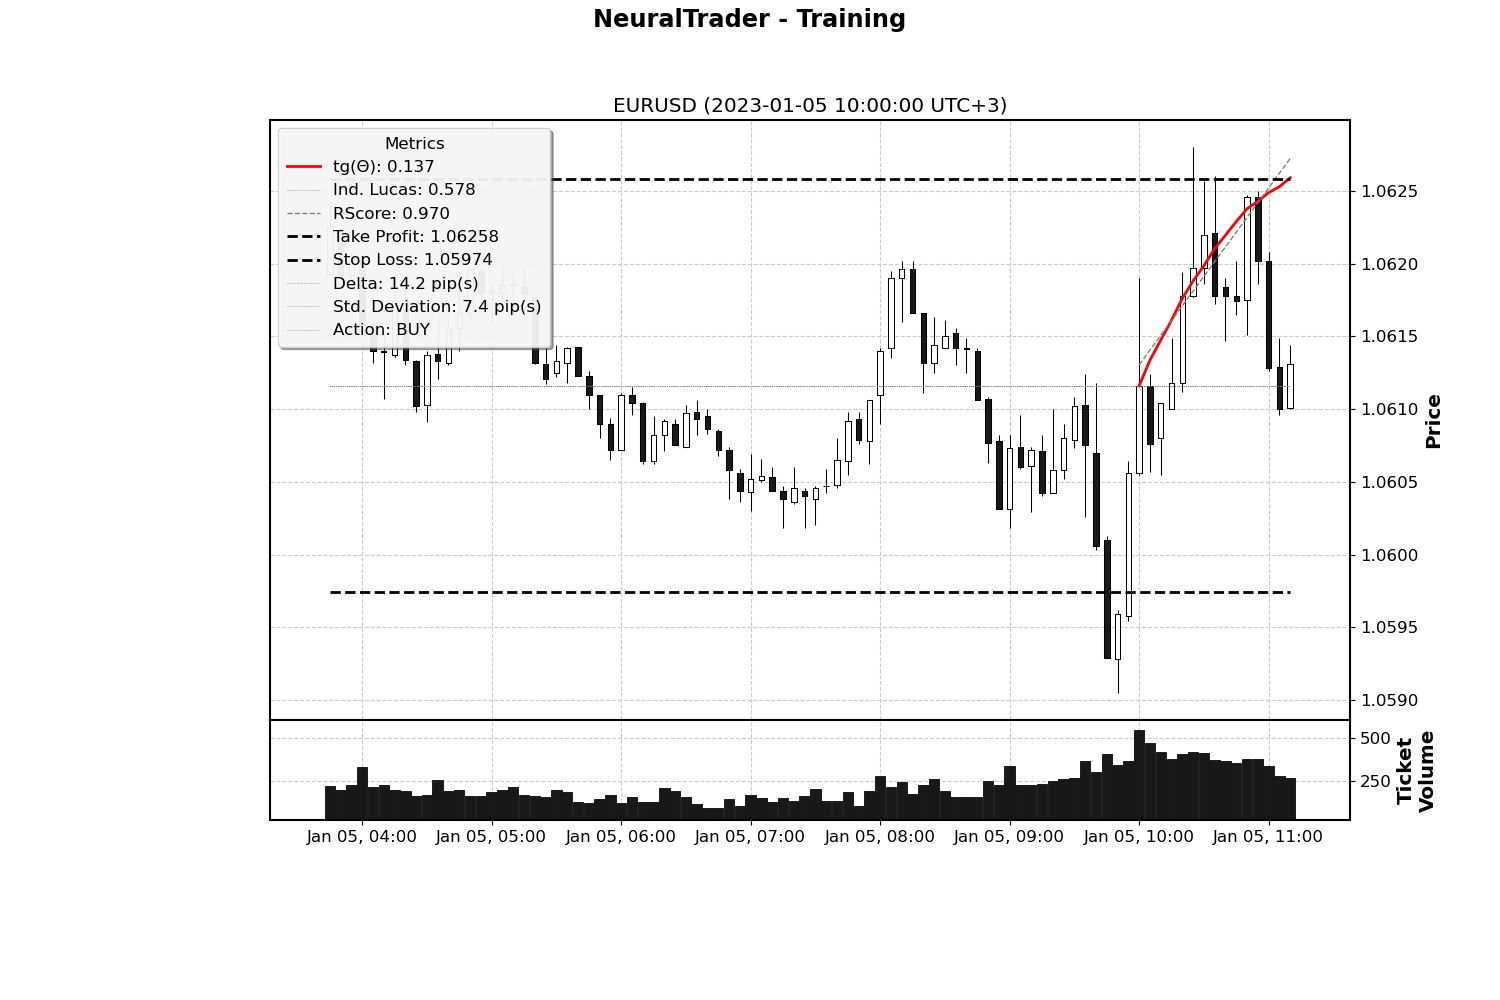 NeuralTrader - Training
EURUSD (2023-01-05 10:00:00 UTC+3)
Metrics
tg(Θ): 0.137
Ind. Lucas: 0.578
RScore: 0.970
Take Profit: 1.06258
Stop Loss: 1.05974
Delta: 14.2 pip(s)
Std. Deviation: 7.4 pip(s)
Action: BUY
1.0625
1.0620
1.0615
1.0610
1.0605
1.0600
1.0595
1.0590
Price
500
250
Ticket
Volume
Jan 05, 04:00 Jan 05, 05:00 Jan 05, 06:00 Jan 05, 07:00 Jan 05, 08:00 Jan 05, 09:00 Jan 05, 10:00 Jan 05, 11:00